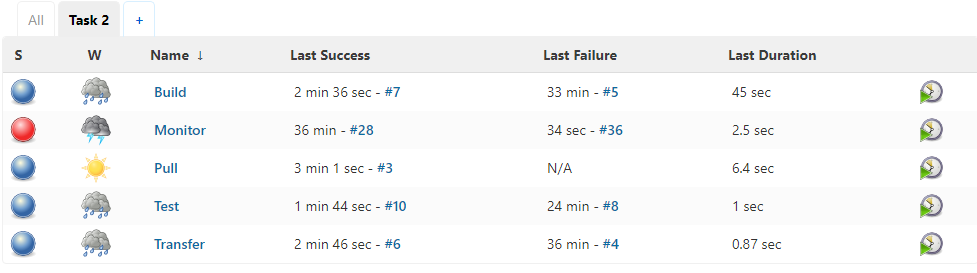 All Task 2 +
S W Name ↓ Last Success Last Failure Last Duration
Build 2 min 36 sec - #7 33 min - #5 45 sec
Monitor 36 min - #28 34 sec - #36 2.5 sec
Pull 3 min 1 sec - #3 N/A 6.4 sec
Test 1 min 44 sec - #10 24 min - #8 1 sec
Transfer 2 min 46 sec - #6 36 min - #4 0.87 sec